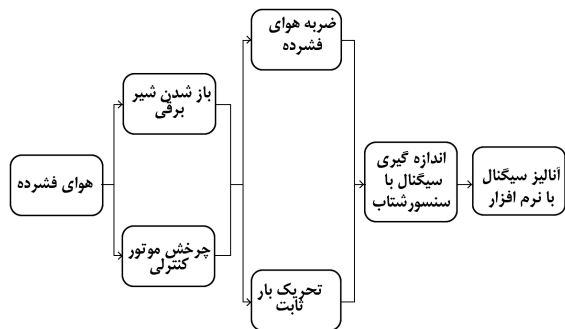 هوای فشرده
باز شدن شیر
برقی
چرخش موتور
کنترلی
ضربه هوای
فشرده
تحریک بار
ثابت
اندازه گیری
سیگنال با
سنسورشتاب
آنالیز سیگنال
با نرم افزار